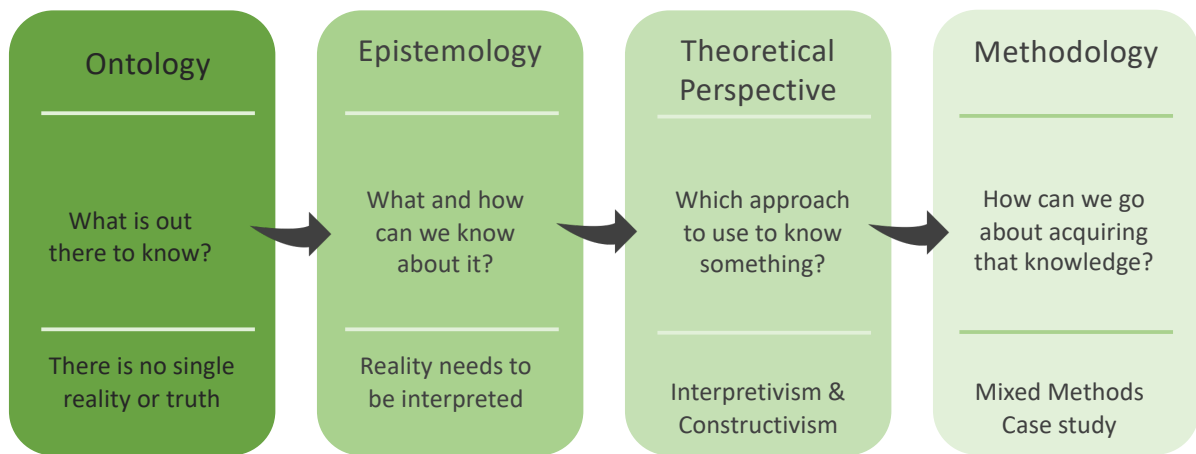 Ontology
What is out
there to know?
There is no single
reality or truth
Epistemology
What and how
can we know
about it?
Reality needs to
be interpreted
Theoretical
Perspective
Which approach
to use to know
something?
Interpretivism &
Constructivism
Methodology
How can we go
about acquiring
that knowledge?
Mixed Methods
Case study